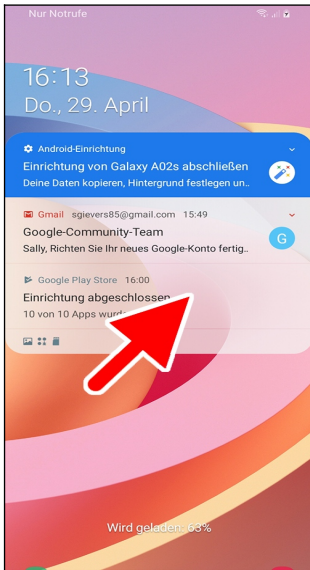 Nur Notrufe
16:13
Do., 29. April
Android-Einrichtung
Einrichtung von Galaxy A02s abschließen
Deine Daten kopieren, Hintergrund festlegen un..
Gmail sgievers85@gmail.com 15:49
Google-Community-Team
G
Sally, Richten Sie Ihr neues Google-Konto fertig..
Google Play Store 16:00
Einrichtung abgeschlossen
10 von 10 Apps
Wird geladen: 63%